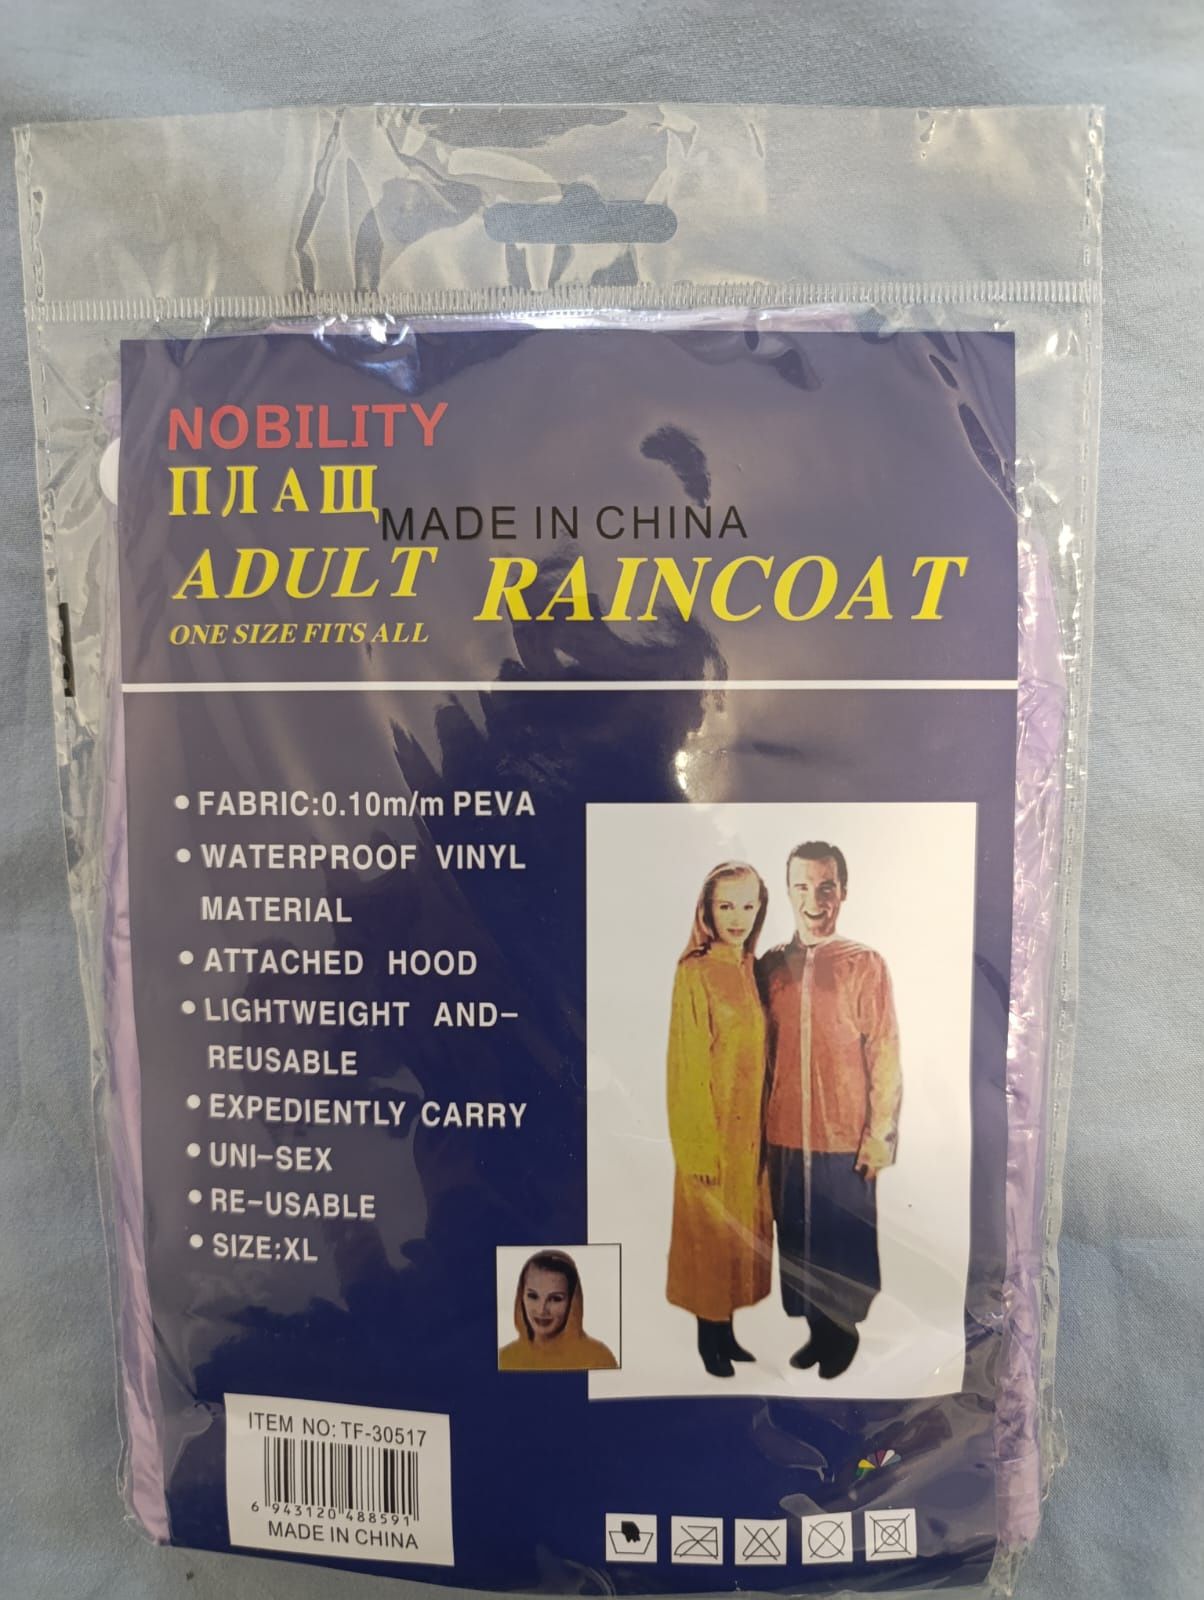 NOBILITY
ПЛАЩ
MADE IN CHINA
ADULT RAINCOAT
ONE SIZE FITS ALL
• FABRIC:0.10m/m PEVA
• WATERPROOF VINYL
MATERIAL
• ATTACHED HOOD
• LIGHTWEIGHT AND-
REUSABLE
• EXPEDIENTLY CARRY
• UNI-SEX
• RE-USABLE
• SIZE:XL
ITEM NO: TF-30517
6 943120 488591
MADE IN CHINA